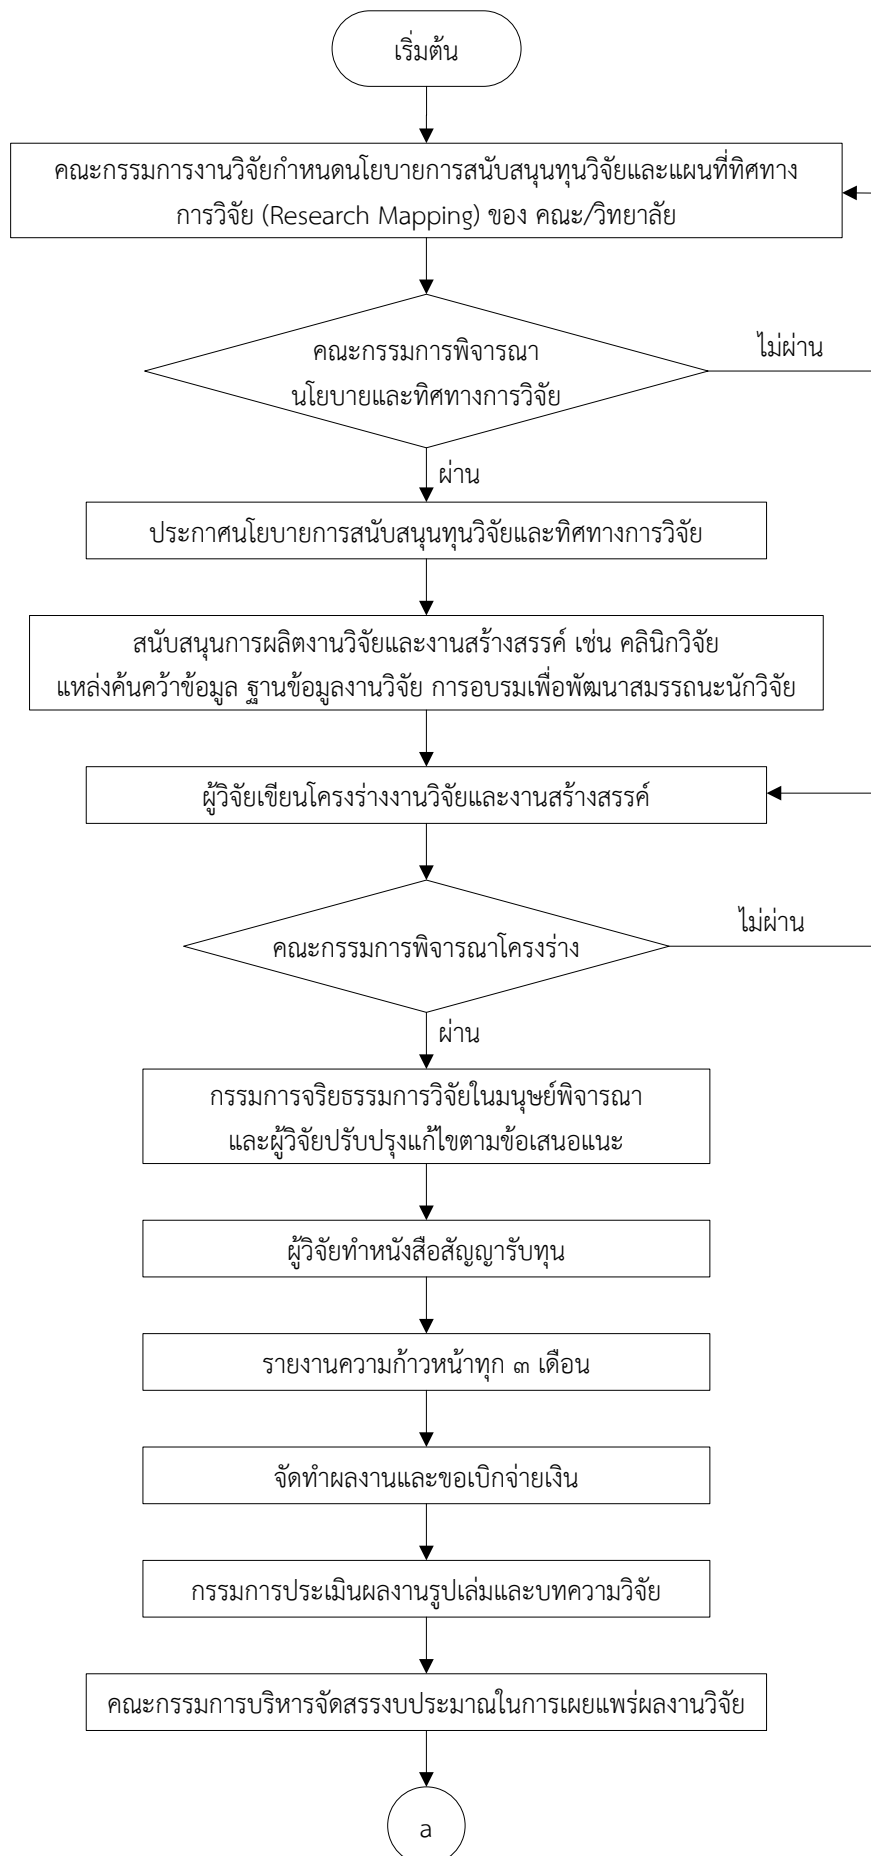 เริ่มต้น
คณะกรรมการงานวิจัยกำหนดนโยบายการสนับสนุนทุนวิจัยและแผนที่ทิศทาง
การวิจัย (Research Mapping) ของ คณะ/วิทยาลัย
คณะกรรมการพิจารณา
นโยบายและทิศทางการวิจัย
ไม่ผ่าน
ผ่าน
ประกาศนโยบายการสนับสนุนทุนวิจัยและทิศทางการวิจัย
สนับสนุนการผลิตงานวิจัยและงานสร้างสรรค์ เช่น คลินิกวิจัย
แหล่งค้นคว้าข้อมูล ฐานข้อมูลงานวิจัย การอบรมเพื่อพัฒนาสมรรถนะนักวิจัย
ผู้วิจัยเขียนโครงร่างงานวิจัยและงานสร้างสรรค์
คณะกรรมการพิจารณาโครงร่าง
ไม่ผ่าน
ผ่าน
กรรมการจริยธรรมการวิจัยในมนุษย์พิจารณา
และผู้วิจัยปรับปรุงแก้ไขตามข้อเสนอแนะ
ผู้วิจัยทำหนังสือสัญญารับทุน
รายงานความก้าวหน้าทุก ๓ เดือน
จัดทำผลงานและขอเบิกจ่ายเงิน
กรรมการประเมินผลงานรูปเล่มและบทความวิจัย
คณะกรรมการบริหารจัดสรรงบประมาณในการเผยแพร่ผลงานวิจัย
a